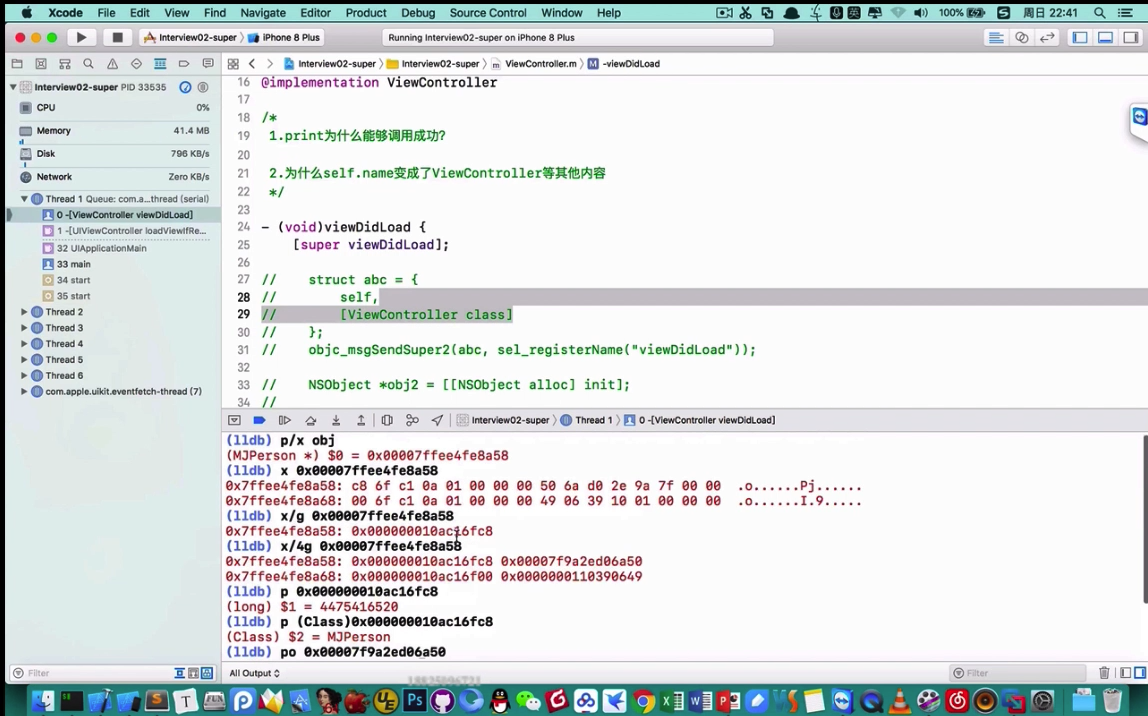 Xcode File Edit View Find Navigate Editor Product Debug Source Control Window Help 100% 周日 22:41
Interview02-super iPhone 8 Plus
Running Interview02-super on iPhone 8 Plus
Interview02-super Interview02-super ViewController.m -viewDidLoad
Interview02-super PID 33535
CPU 0%
Memory 41.4 MB
Disk 796 KB/s
Network Zero KB/s
Thread 1 Queue: com.a...thread (serial)
0 -[ViewController viewDidLoad]
1 -[UIViewController loadViewIfRe...
32 UIApplicationMain
33 main
34 start
35 start
Thread 2
Thread 3
Thread 4
Thread 5
Thread 6
com.apple.uikit.eventfetch-thread (7)
Filter
16 @implementation ViewController
17
18 /*
19 1.print为什么能够调用成功?
20
21 2.为什么self.name变成了ViewController等其他内容
22 */
23
24 - (void)viewDidLoad {
25 [super viewDidLoad];
26
27 // struct abc = {
28 // self,
29 // [ViewController class]
30 // };
31 // objc_msgSendSuper2(abc, sel_registerName("viewDidLoad"));
32
33 // NSObject *obj2 = [[NSObject alloc] init];
34 //
Interview02-super Thread 1 0 -[ViewController viewDidLoad]
(lldb) p/x obj
(MJPerson *) $0 = 0x00007ffee4fe8a58
(lldb) x 0x00007ffee4fe8a58
0x7ffee4fe8a58: c8 6f c1 0a 01 00 00 00 50 6a d0 2e 9a 7f 00 00 .o......Pj......
0x7ffee4fe8a68: 00 6f c1 0a 01 00 00 00 49 06 39 10 01 00 00 00 .o......I.9.....
(lldb) x/g 0x00007ffee4fe8a58
0x7ffee4fe8a58: 0x000000010ac16fc8
(lldb) x/4g 0x00007ffee4fe8a58
0x7ffee4fe8a58: 0x000000010ac16fc8 0x00007f9a2ed06a50
0x7ffee4fe8a68: 0x000000010ac16f00 0x0000000110390649
(lldb) p 0x000000010ac16fc8
(long) $1 = 4475416520
(lldb) p (Class)0x000000010ac16fc8
(Class) $2 = MJPerson
(lldb) po 0x00007f9a2ed06a50
All Output
Filter